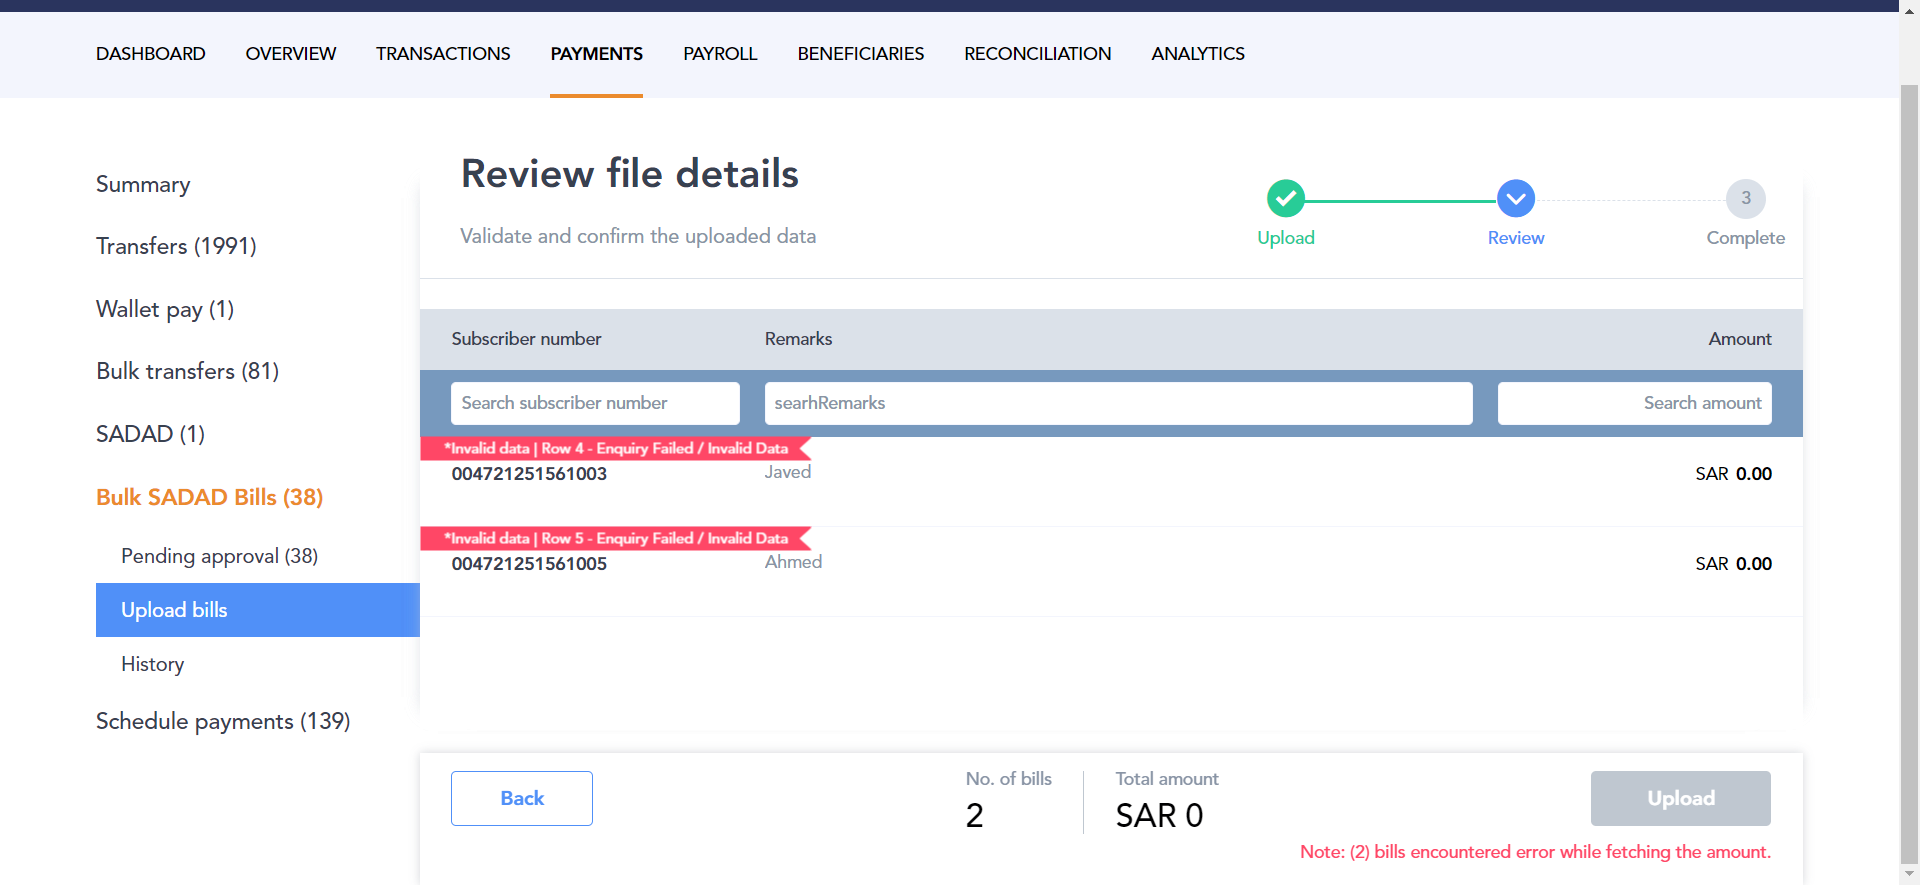 DASHBOARD OVERVIEW TRANSACTIONS PAYMENTS PAYROLL BENEFICIARIES RECONCILIATION ANALYTICS
Summary
Transfers (1991)
Wallet pay (1)
Bulk transfers (81)
SADAD (1)
Bulk SADAD Bills (38)
Pending approval (38)
Upload bills
History
Schedule payments (139)
Review file details
Validate and confirm the uploaded data
3
Upload Review Complete
Subscriber number Remarks Amount
Search subscriber number searhRemarks Search amount
*Invalid data | Row 4 - Enquiry Failed / Invalid Data
004721251561003 Javed SAR 0.00
*Invalid data | Row 5 - Enquiry Failed / Invalid Data
004721251561005 Ahmed SAR 0.00
Back
No. of bills
2
Total amount
SAR 0
Upload
Note: (2) bills encountered error while fetching the amount.